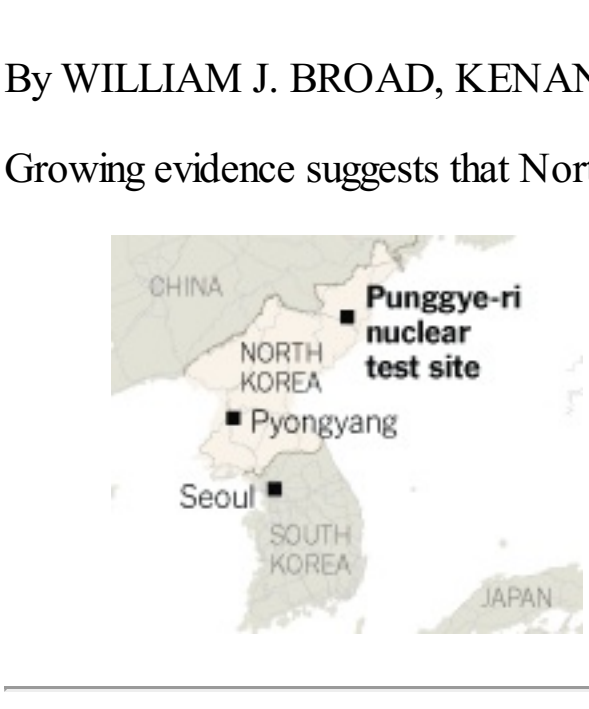 By WILLIAM J. BROAD, KENAN
Growing evidence suggests that Nort
CHINA
Punggye-ri
nuclear
test site
NORTH
KOREA
Pyongyang
Seoul
SOUTH
KOREA
JAPAN